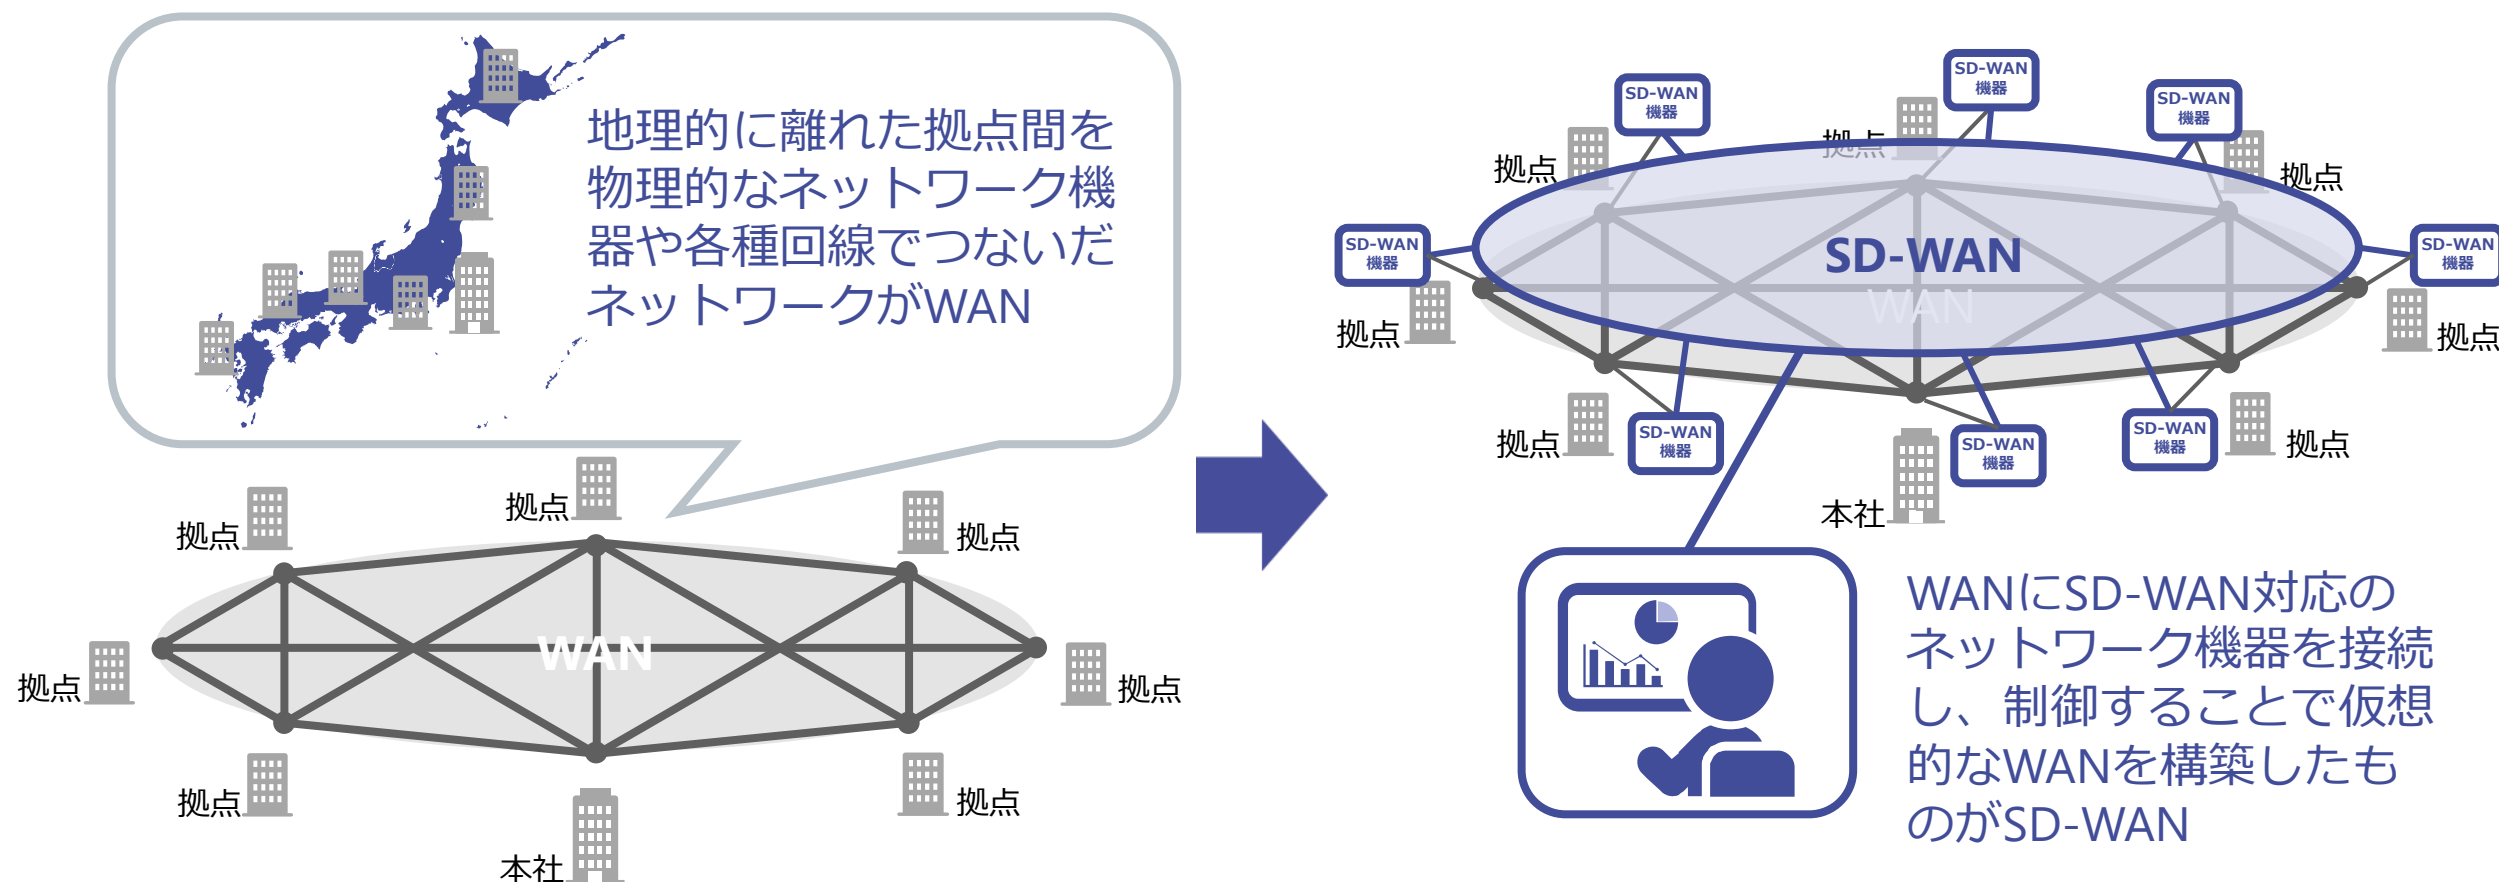 地理的に離れた拠点間を
物理的なネットワーク機
器や各種回線でつないだ
ネットワークがWAN
拠点
拠点
拠点
拠点
WAN
拠点
拠点
拠点
本社
SD-WAN
機器
SD-WAN
機器
SD-WAN
機器
拠点
拠点
拠点
SD-WAN
機器
SD-WAN
SD-WAN
機器
WAN
拠点
拠点
拠点
SD-WAN
機器
SD-WAN
機器
SD-WAN
機器
拠点
本社
WANにSD-WAN対応の
ネットワーク機器を接続
し、制御することで仮想
的なWANを構築したも
のがSD-WAN